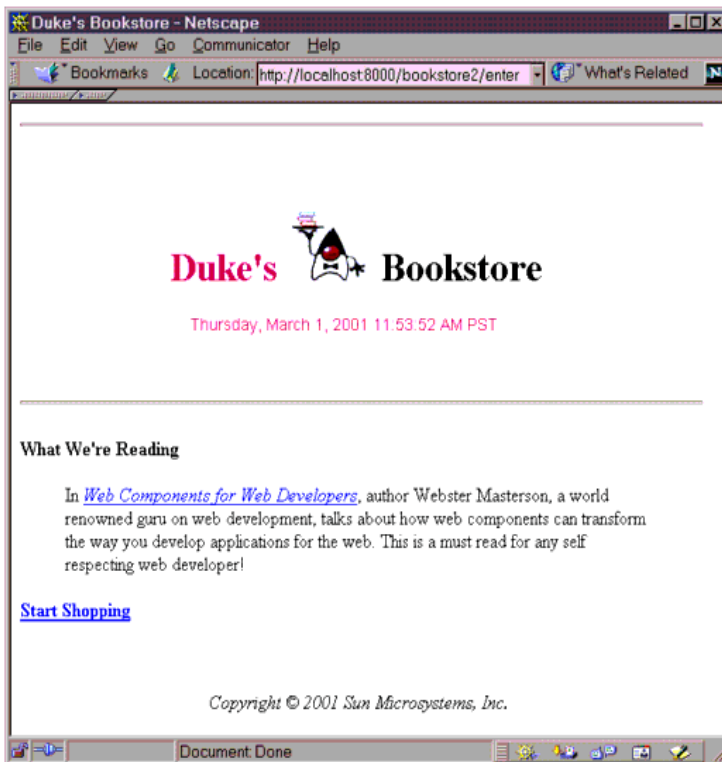 Duke's Bookstore - Netscape
File Edit View Go Communicator Help
Bookmarks Location: http://localhost:8000/bookstore2/enter What's Related N
Duke's Bookstore
Thursday, March 1, 2001 11:53:52 AM PST
What We're Reading
In Web Components for Web Developers, author Webster Masterson, a world
renowned guru on web development, talks about how web components can transform
the way you develop applications for the web. This is a must read for any self
respecting web developer!
Start Shopping
Copyright © 2001 Sun Microsystems, Inc.
Document: Done